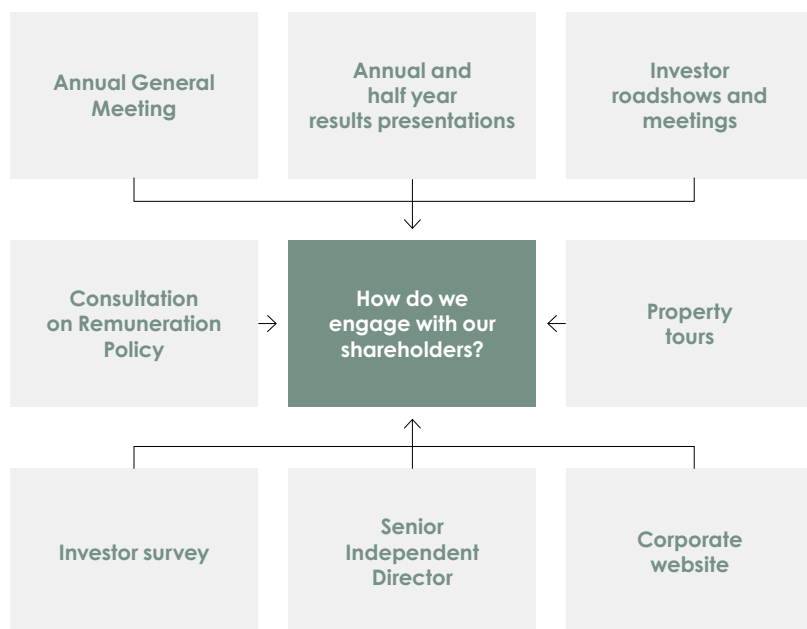 Annual General
Meeting
Annual and
half year
results presentations
Investor
roadshows and
meetings
Consultation
on Remuneration
Policy
How do we
engage with our
shareholders?
Property
tours
Investor survey
Senior
Independent
Director
Corporate
website